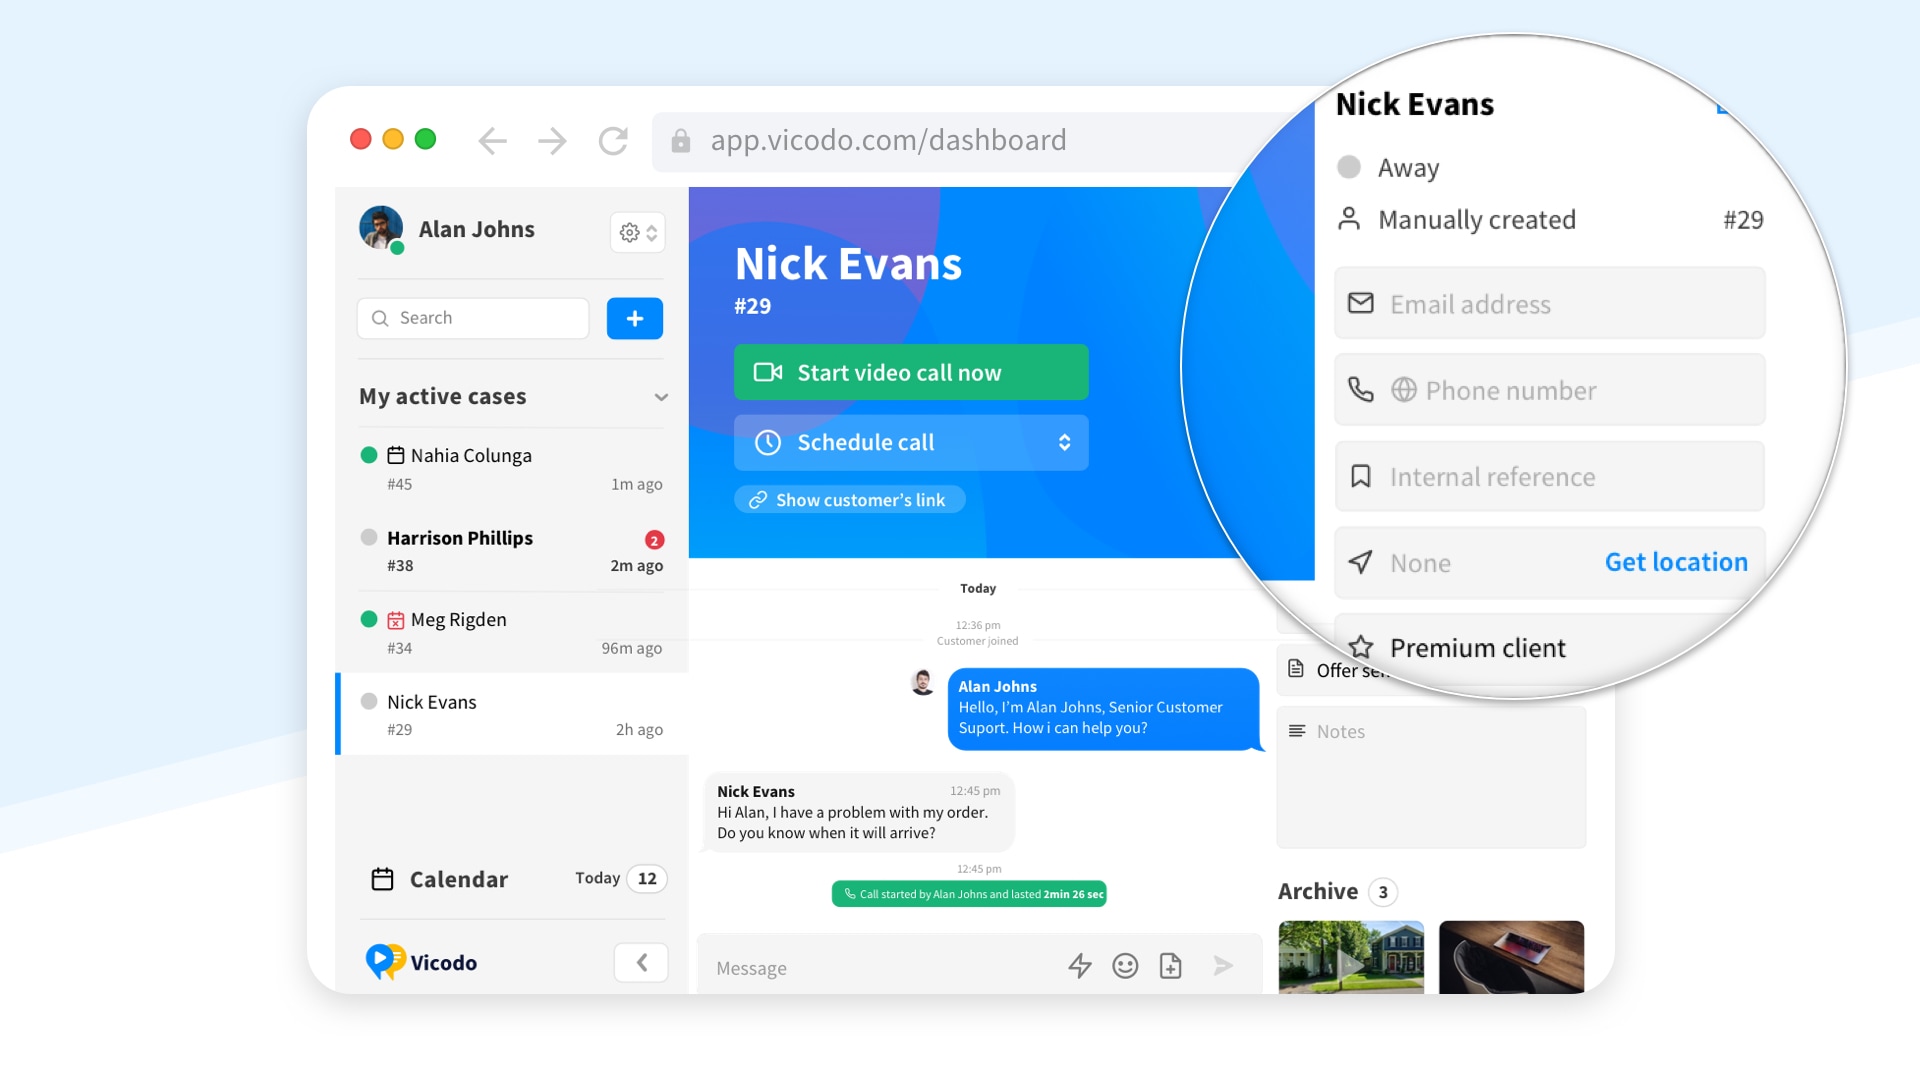 app.vicodo.com/dashboard
Alan Johns
Search
My active cases
Nahia Colunga
#45 1m ago
Harrison Phillips 2
#38 2m ago
Meg Rigden
#34 96m ago
Nick Evans
#29 2h ago
Calendar Today 12
Vicodo
Nick Evans
#29
Start video call now
Schedule call
Show customer’s link
Today
12:36 pm
Customer joined
Alan Johns
Hello, I’m Alan Johns, Senior Customer
Suport. How i can help you?
Nick Evans 12:45 pm
Hi Alan, I have a problem with my order.
Do you know when it will arrive?
12:45 pm
Call started by Alan Johns and lasted 2min 26 sec
Message
Nick Evans
Away
Manually created #29
Email address
Phone number
Internal reference
None Get location
Premium client
Offer
Notes
Archive 3